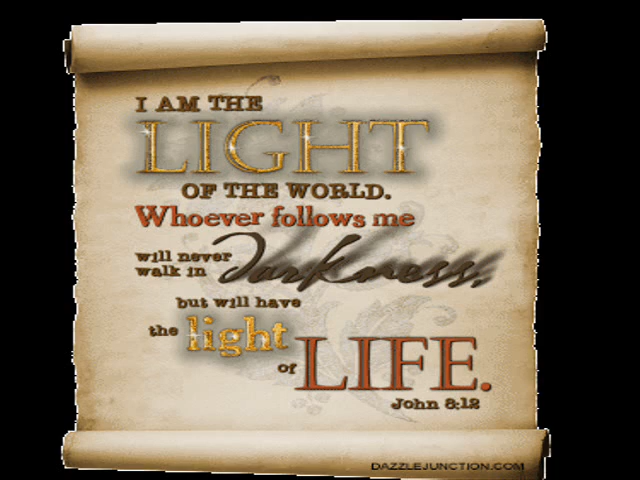 I AM THE
LIGHT
OF THE WORLD.
Whoever follows me
will never
walk in Darkness,
but will have
the light
of LIFE.
John 8:12
DAZZLEJUNCTION.COM